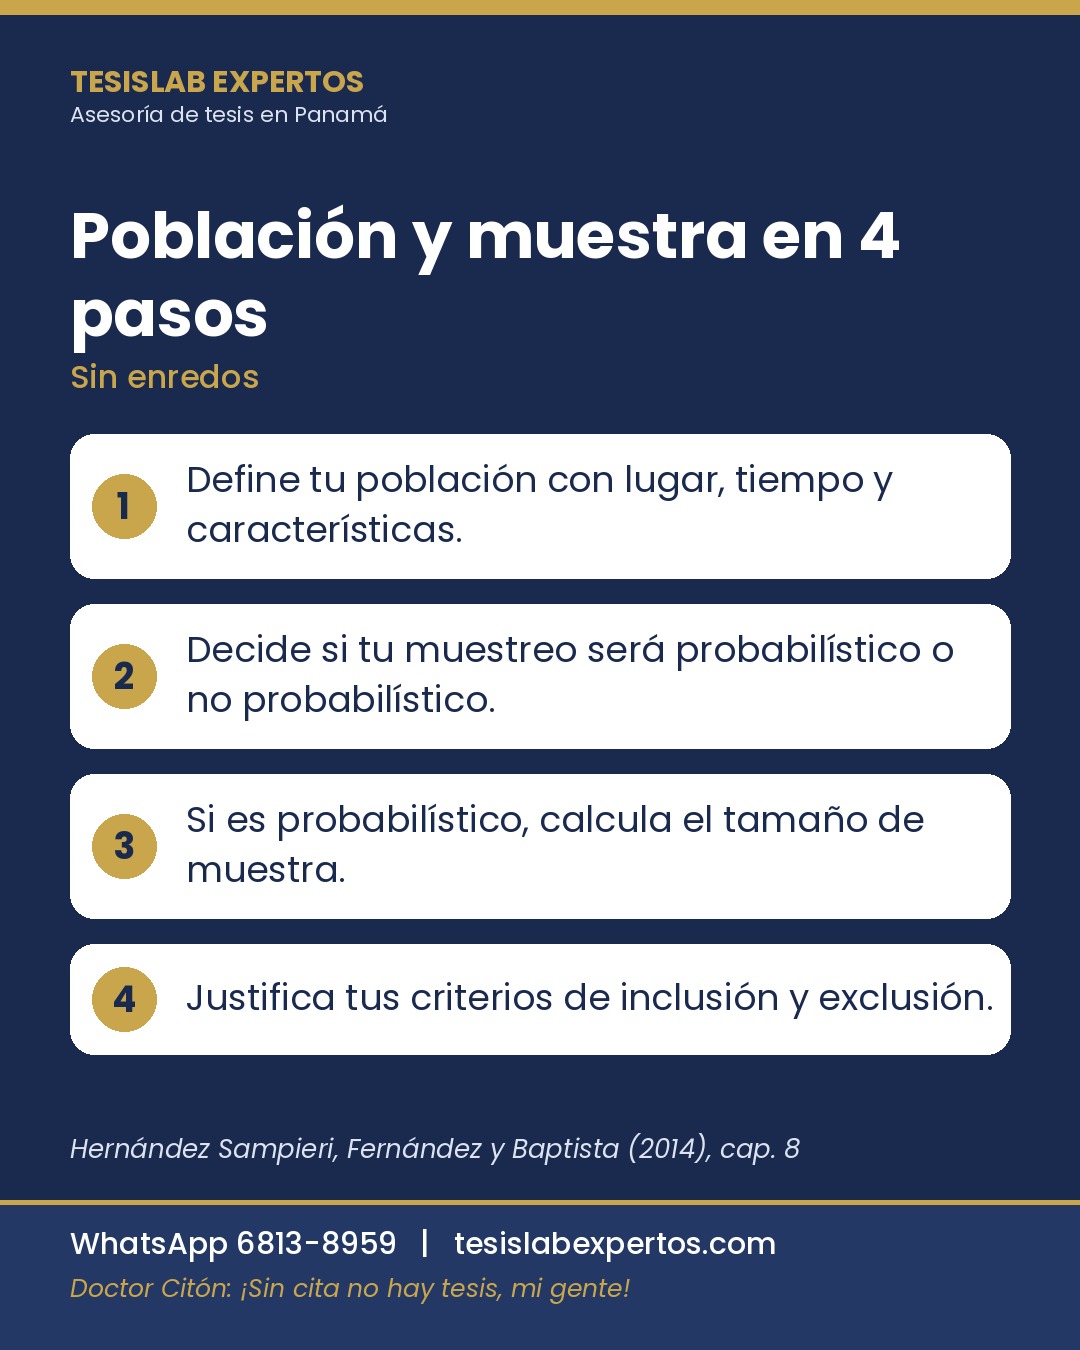 TESISLAB EXPERTOS
Asesoría de tesis en Panamá
Población y muestra en 4
pasos
Sin enredos
1
Define tu población con lugar, tiempo y
características.
2
Decide si tu muestreo será probabilístico o
no probabilístico.
3
Si es probabilístico, calcula el tamaño de
muestra.
4
Justifica tus criterios de inclusión y exclusión.
Hernández Sampieri, Fernández y Baptista (2014), cap. 8
WhatsApp 6813-8959 | tesislabexpertos.com
Doctor Citón: ¡Sin cita no hay tesis, mi gente!